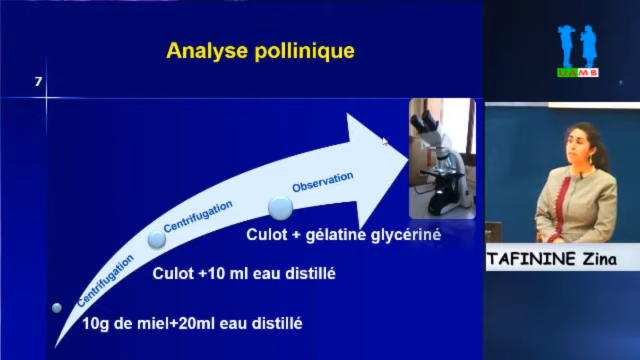 Analyse pollinique
7
UAMB
Observation
Centrifugation
Culot + gélatine glycériné
Centrifugation
Culot +10 ml eau distillé
10g de miel+20ml eau distillé
TAFININE Zina